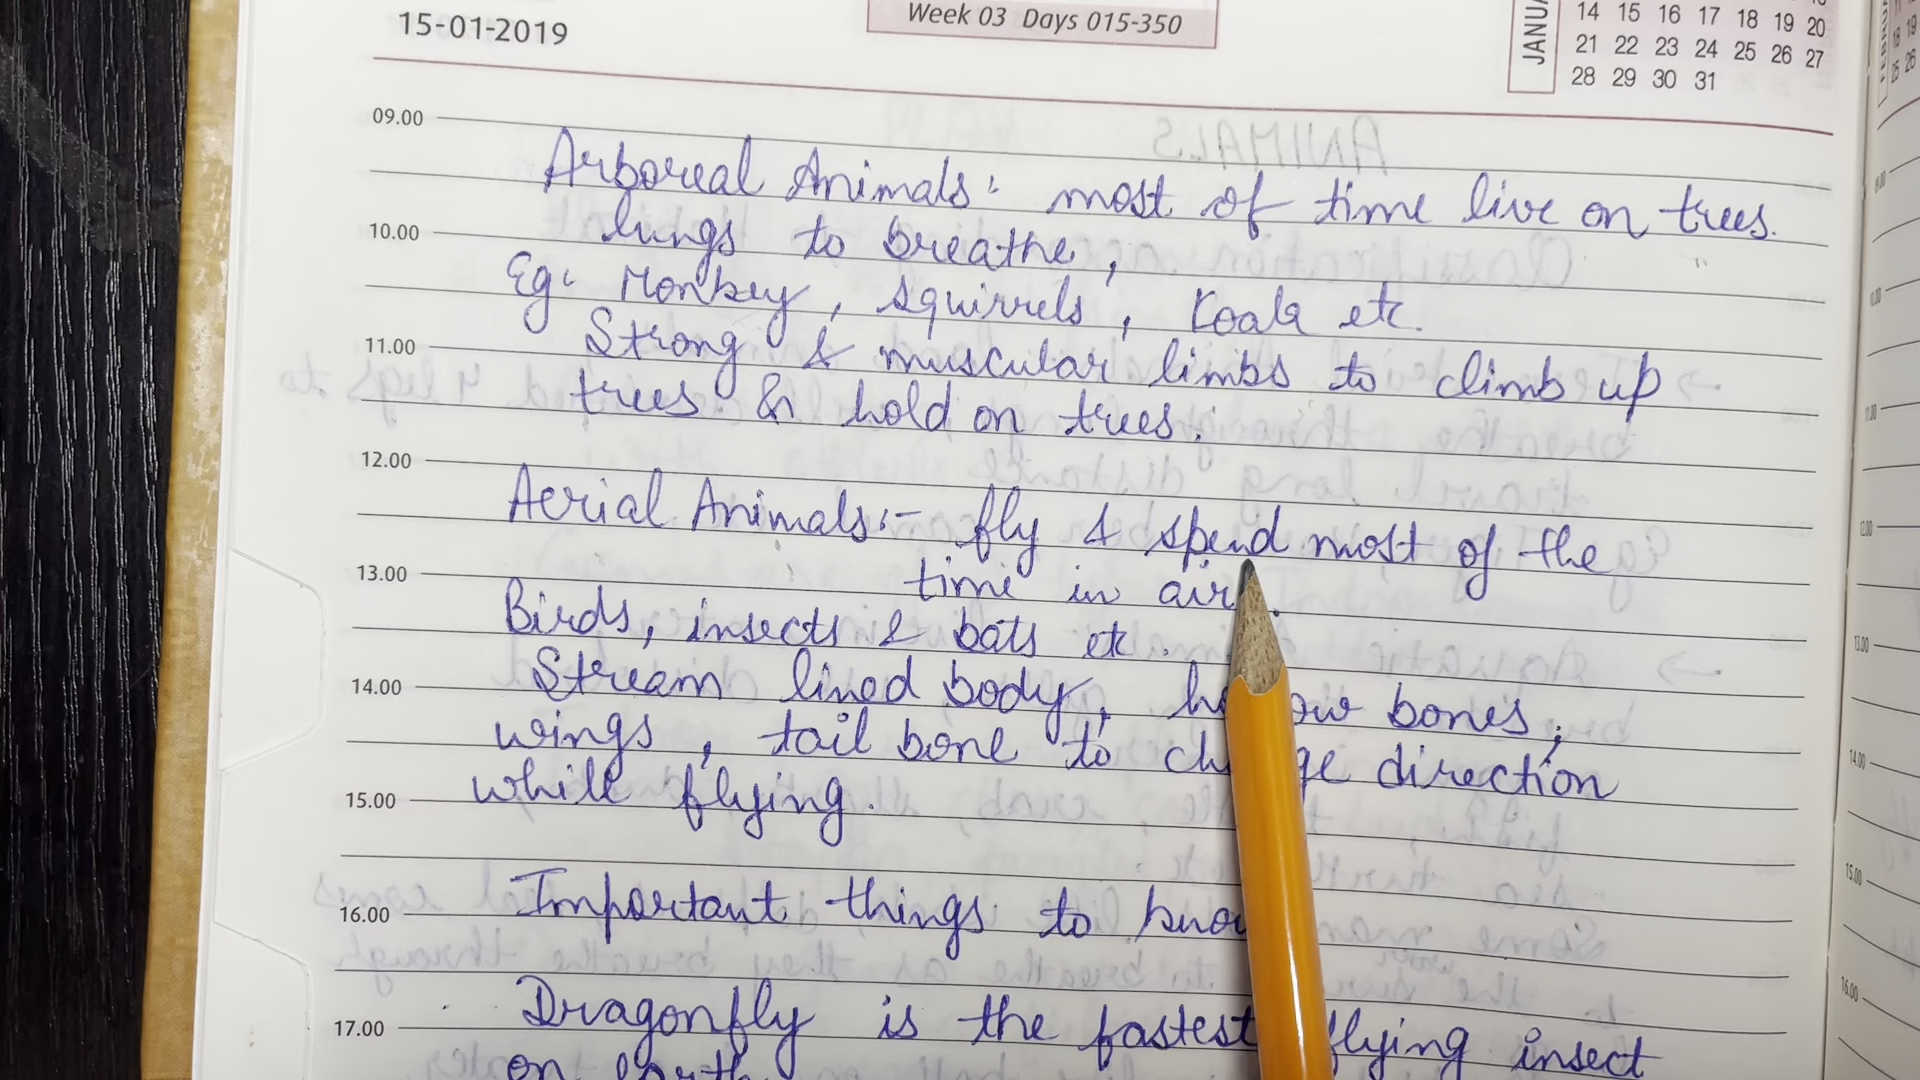 15-01-2019
Week 03 Days 015-350
JANUA
14 15 16 17 18 19 20
21 22 23 24 25 26 27
28 29 30 31
09.00
Arboreal Animals: most of time live on trees.
10.00
lungs to breathe,
Eg: Monkey, squirrels, Koala etc.
11.00
Strong & muscular limbs to climb up
trees & hold on trees.
12.00
Aerial Animals:- fly & spend most of the
13.00
time in air.
Birds, insects & bats etc.
14.00
Stream lined body, bones,
wings, tail bone to direction
15.00
while flying.
16.00
Important things to
17.00
Dragonfly is the fastest flying insect
on